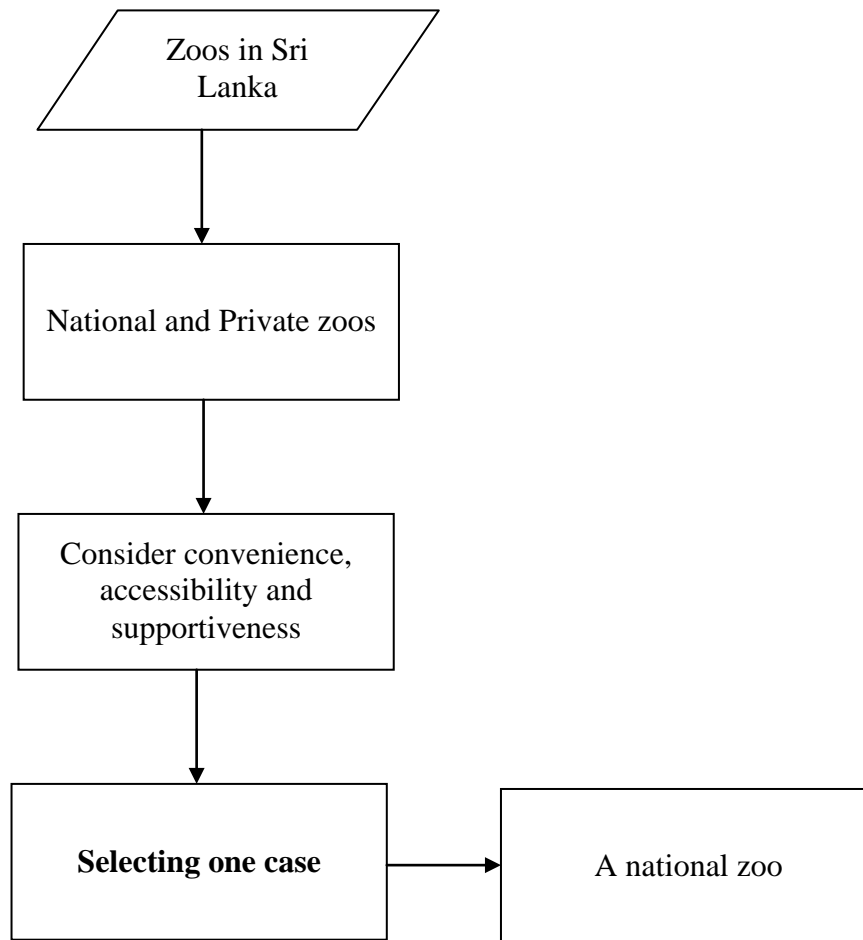 Zoos in Sri
Lanka
National and Private zoos
Consider convenience,
accessibility and
supportiveness
Selecting one case
A national zoo